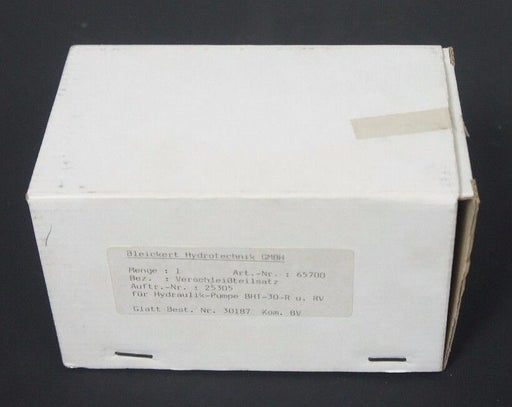 Bleickert Hydrotechnik GMBH
Menge : 1 Art.-Nr. : 65700
Bez. : Verschleißteilsatz
Auftr.-Nr. : 25305
für Hydraulik-Pumpe BHT-30-R u. RV
Glatt Best. Nr. 30187 Kom. BV